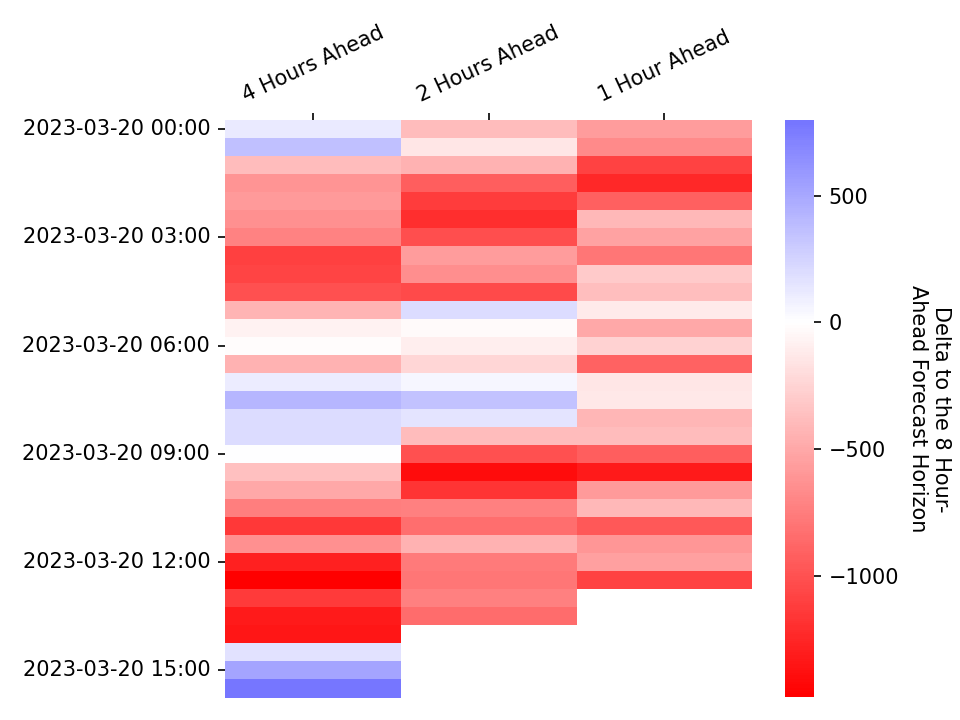 4 Hours Ahead
2 Hours Ahead
1 Hour Ahead
2023-03-20 00:00
2023-03-20 03:00
2023-03-20 06:00
2023-03-20 09:00
2023-03-20 12:00
2023-03-20 15:00
500
0
−500
−1000
Delta to the 8 Hour-
Ahead Forecast Horizon